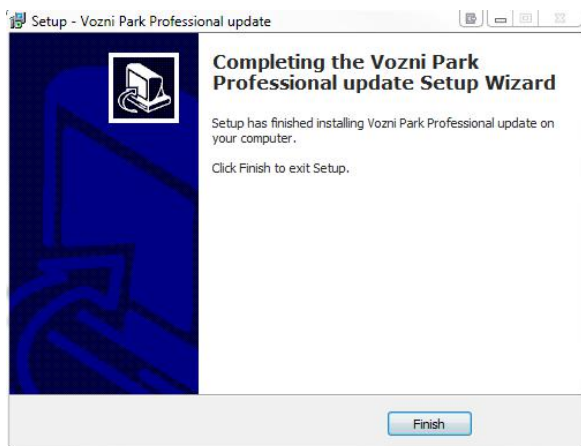 Setup - Vozni Park Professional update
Completing the Vozni Park
Professional update Setup Wizard
Setup has finished installing Vozni Park Professional update on
your computer.
Click Finish to exit Setup.
Finish